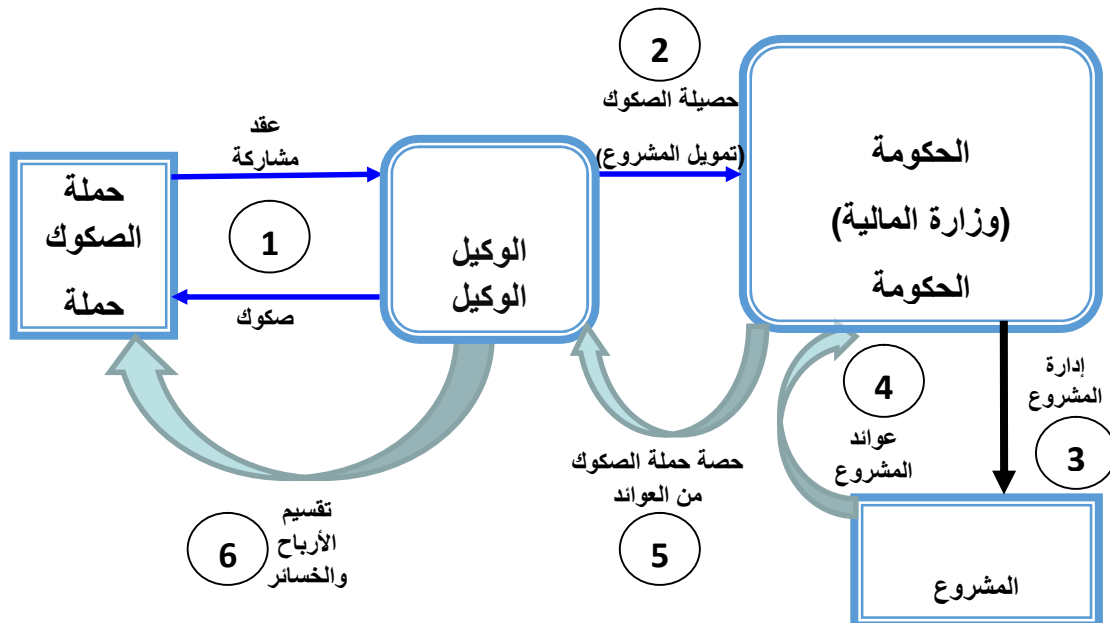 عقد
مشاركة
حملة
الصكوك
حملة
1
صكوك
الوكيل
الوكيل
2
حصيلة الصكوك
(تمويل المشروع)
الحكومة
(وزارة المالية)
الحكومة
إدارة
المشروع
3
4
عوائد
المشروع
المشروع
حصة حملة الصكوك
من العوائد
5
تقسيم
الأرباح
والخسائر
6